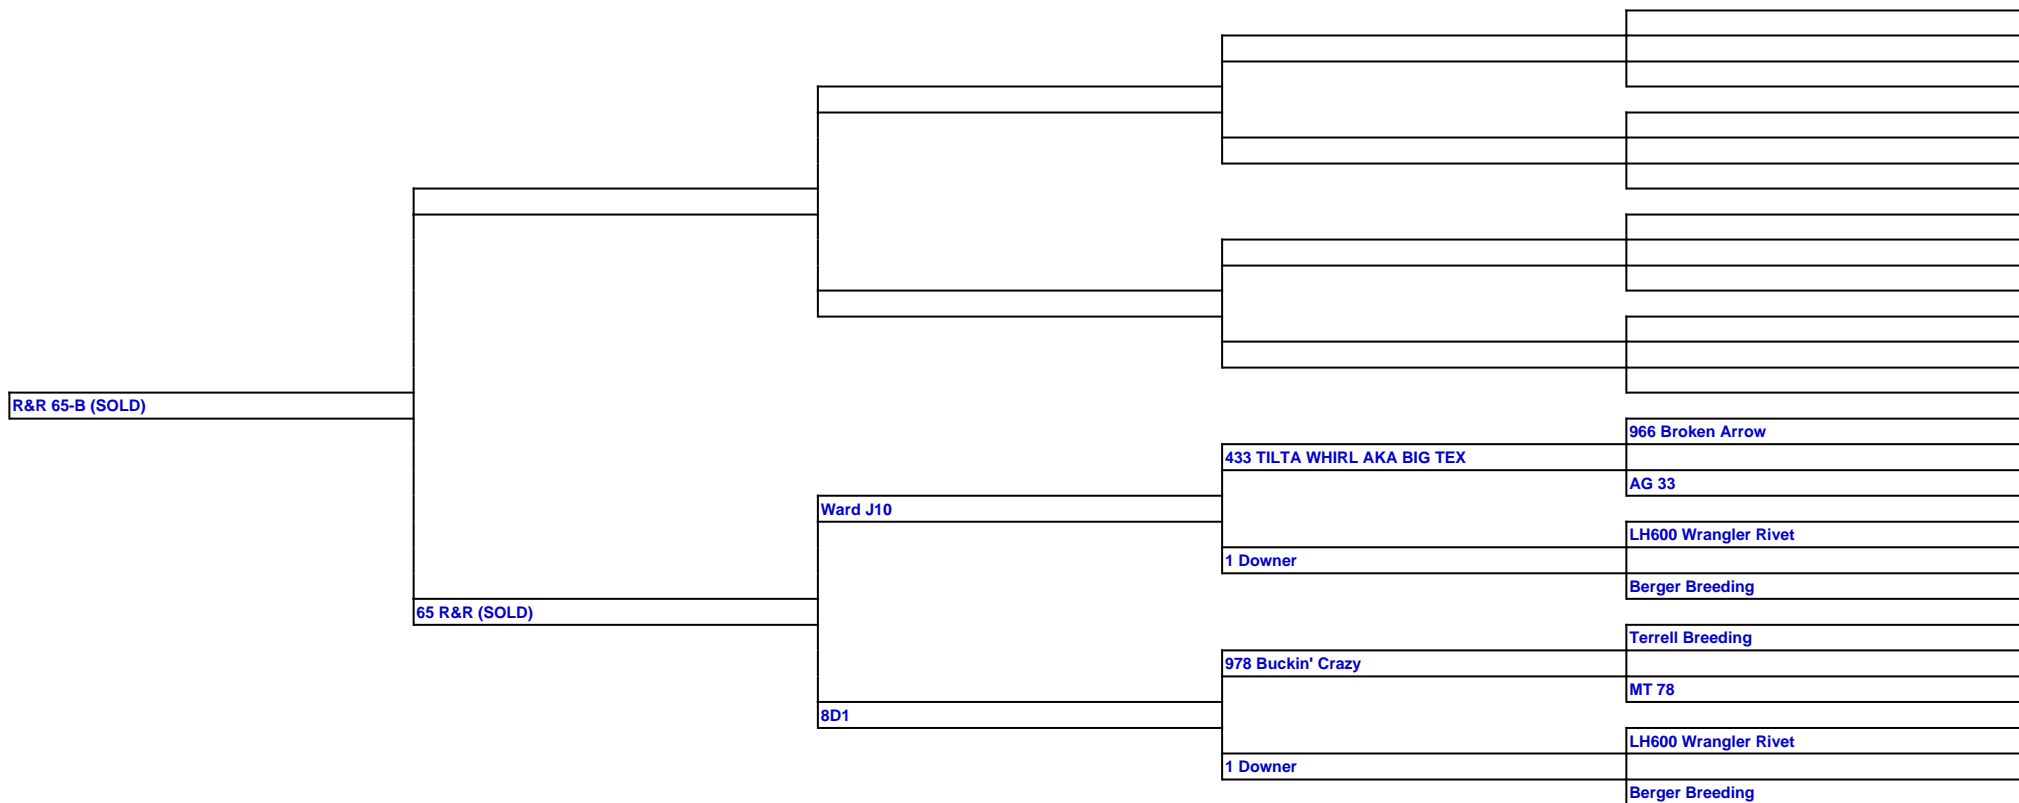 R&R 65-B (SOLD)
65 R&R (SOLD)
Ward J10
8D1
433 TILTA WHIRL AKA BIG TEX
1 Downer
978 Buckin' Crazy
1 Downer
966 Broken Arrow
AG 33
LH600 Wrangler Rivet
Berger Breeding
Terrell Breeding
MT 78
LH600 Wrangler Rivet
Berger Breeding